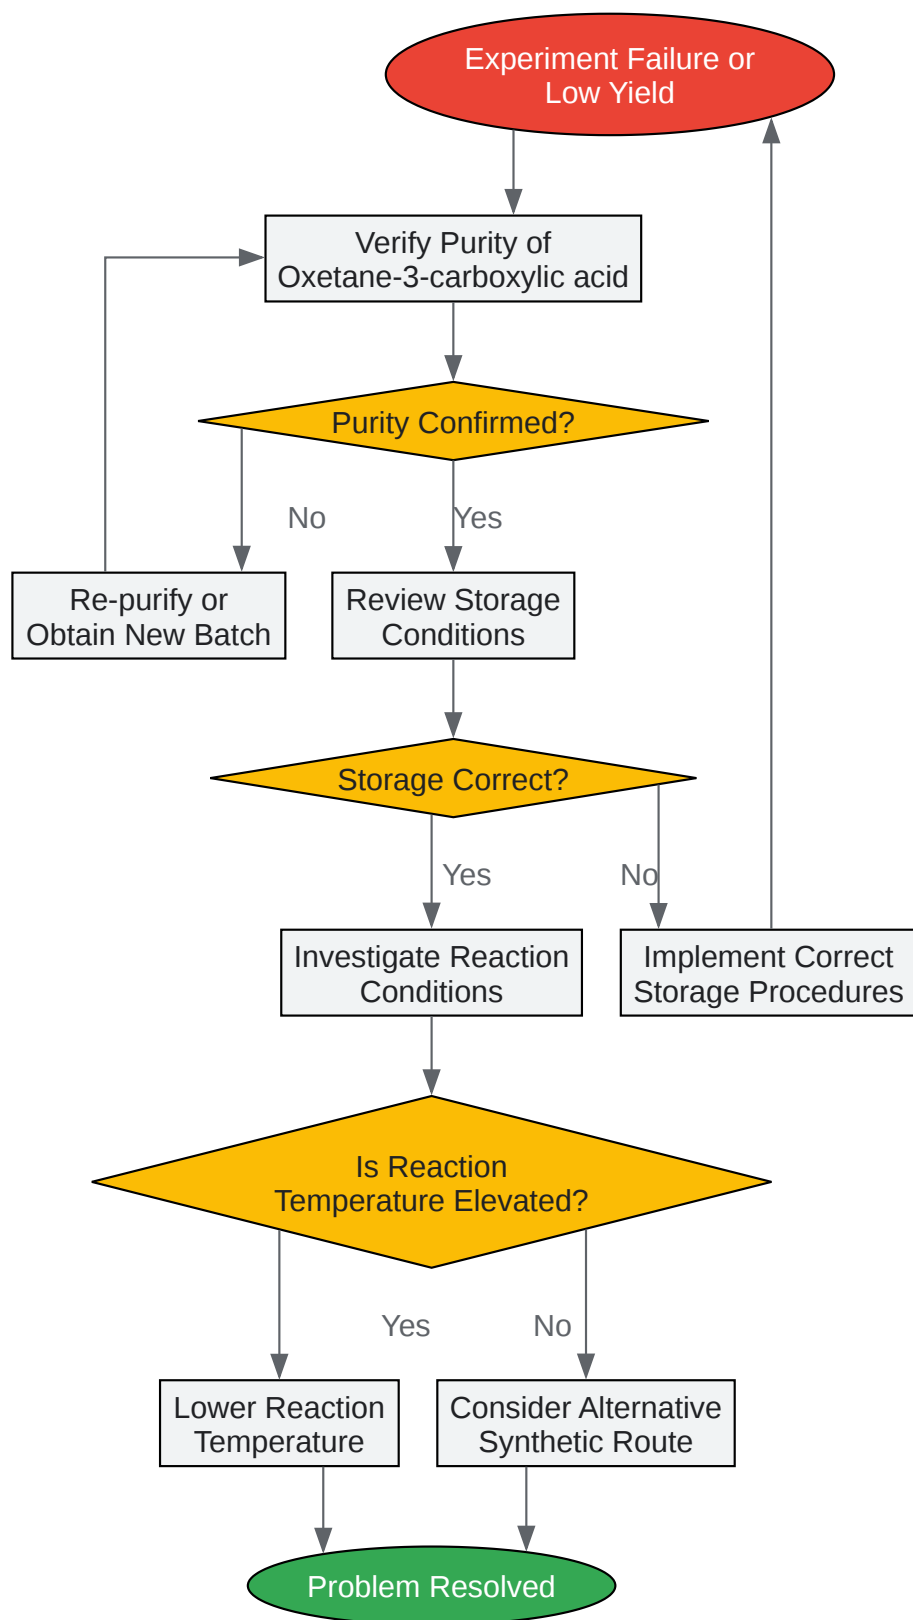 Experiment Failure or
Low Yield
Verify Purity of
Oxetane-3-carboxylic acid
Purity Confirmed?
No
Yes
Re-purify or
Obtain New Batch
Review Storage
Conditions
Storage Correct?
Yes
No
Investigate Reaction
Conditions
Implement Correct
Storage Procedures
Is Reaction
Temperature Elevated?
Yes
No
Lower Reaction
Temperature
Consider Alternative
Synthetic Route
Problem Resolved